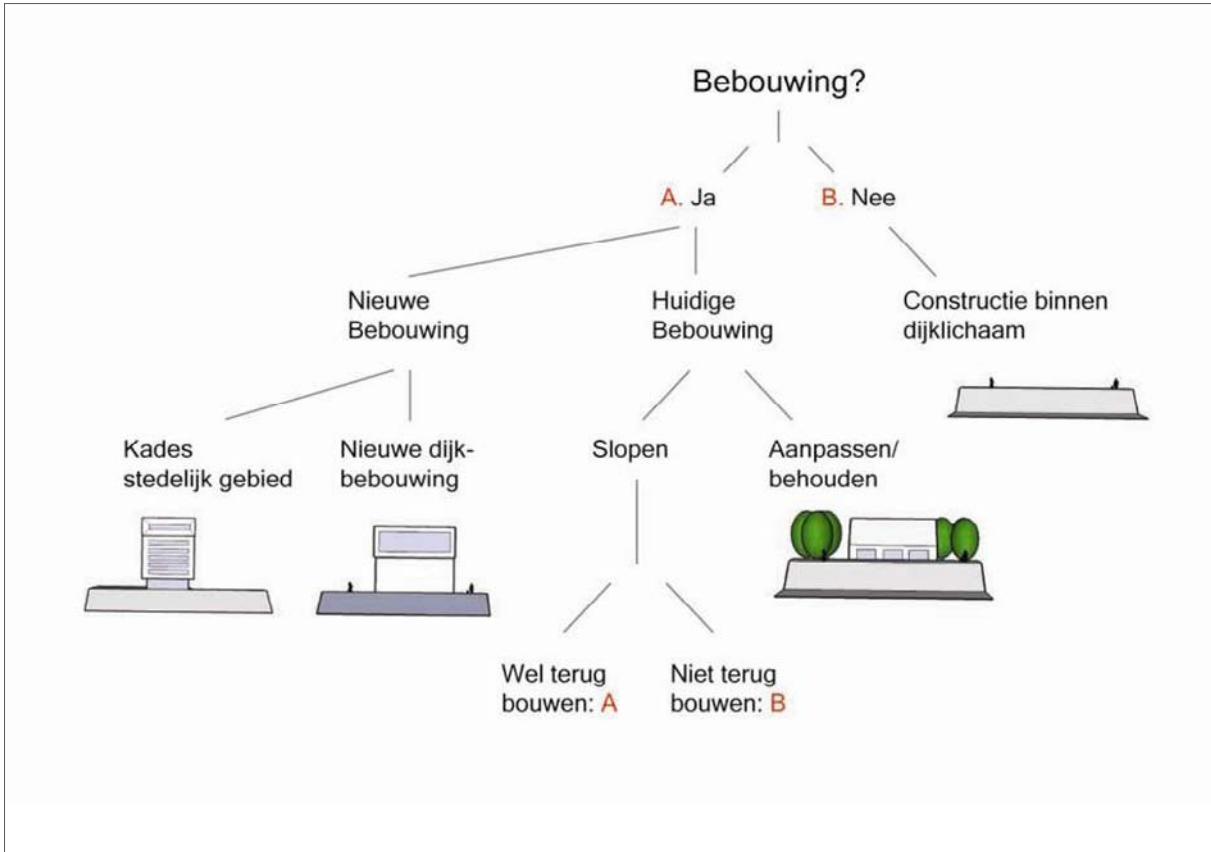 Bebouwing?
A. Ja
B. Nee
Nieuwe
Bebouwing
Huidige
Bebouwing
Constructie binnen
dijklichaam
Kades
stedelijk gebied
Nieuwe dijk-
bebouwing
Slopen
Aanpassen/
behouden
Wel terug
bouwen: A
Niet terug
bouwen: B